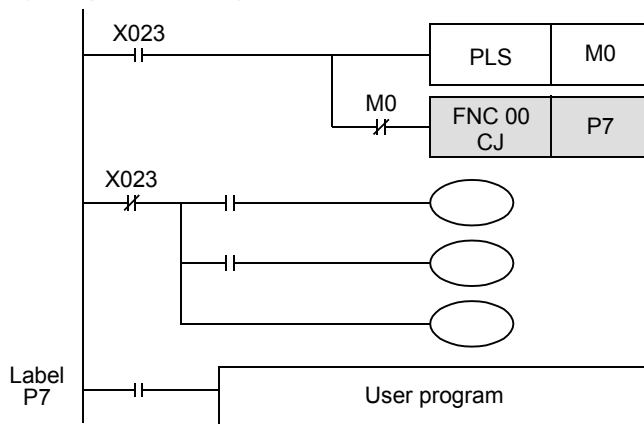 X023
PLS M0
M0
FNC 00 P7
CJ
X023
Label
P7
User program